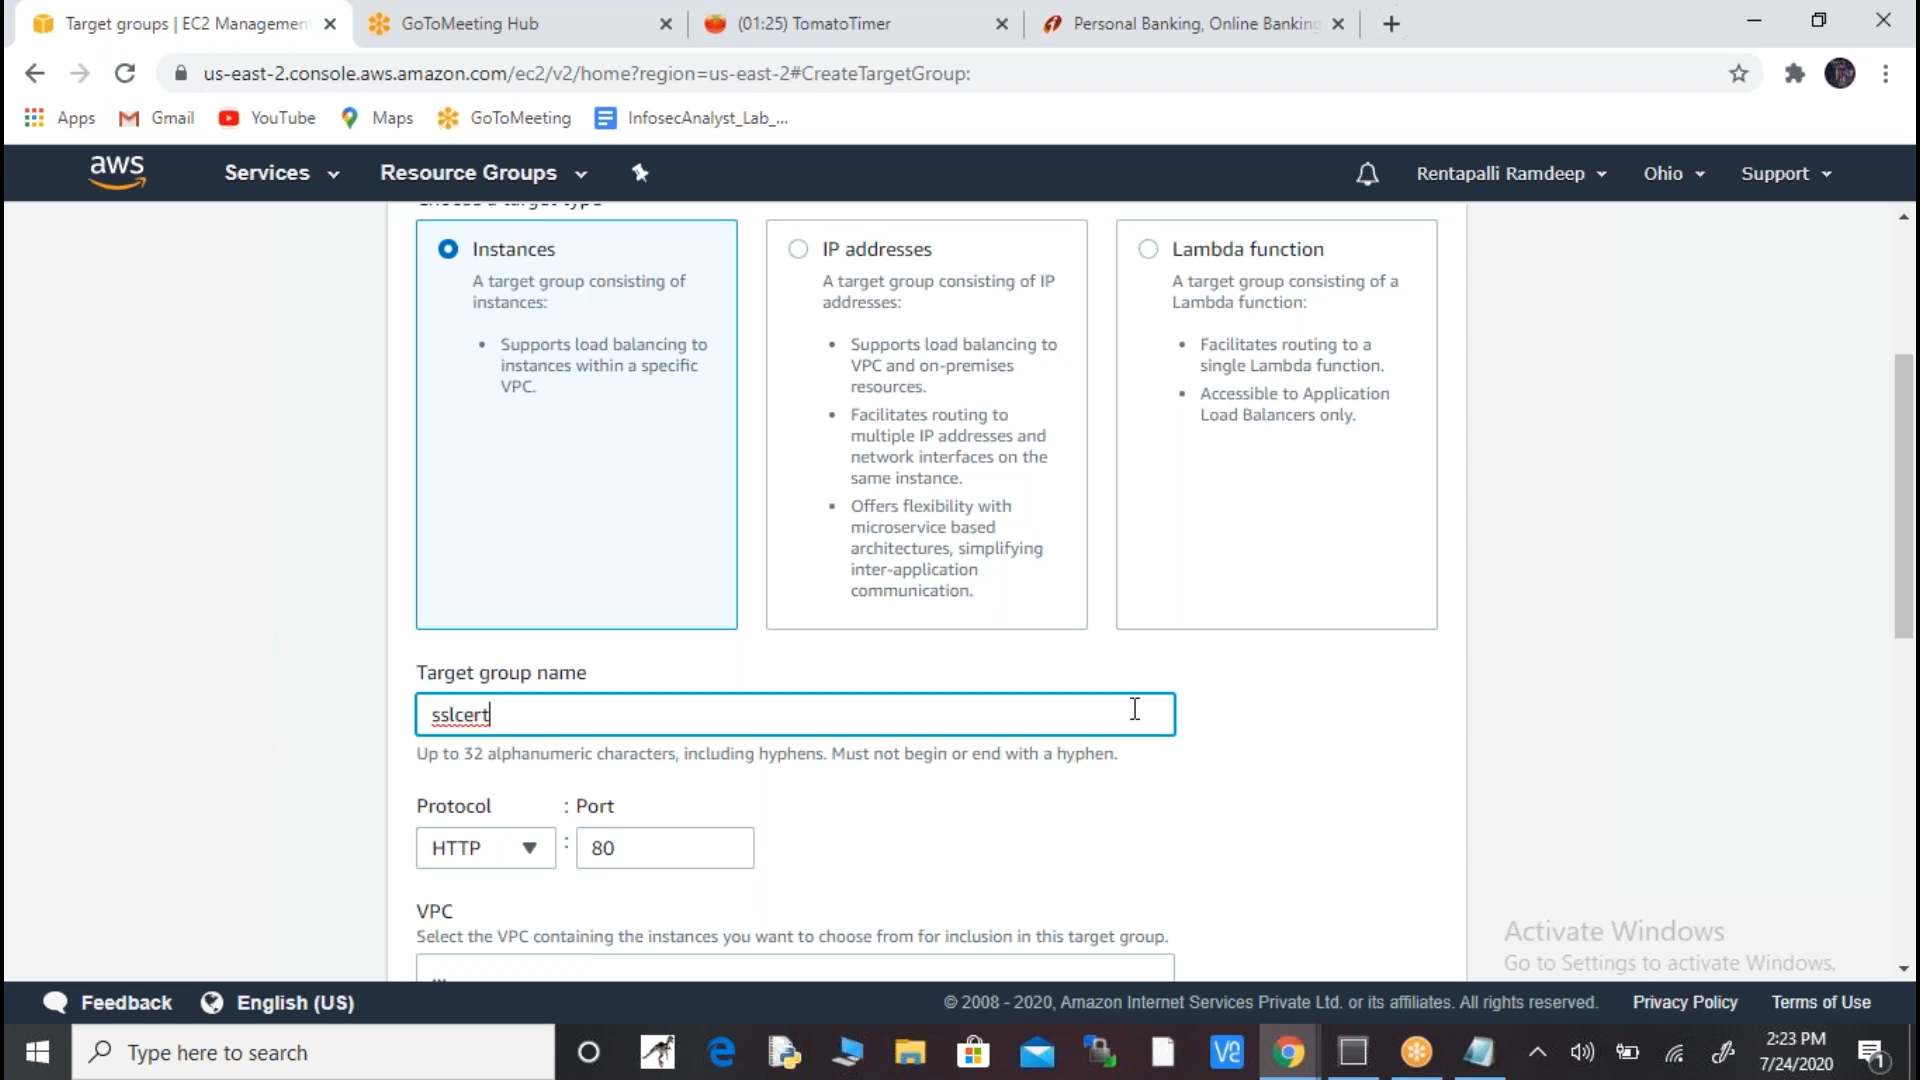 Target groups | EC2 Managemen
GoToMeeting Hub
(01:25) TomatoTimer
Personal Banking, Online Banking
us-east-2.console.aws.amazon.com/ec2/v2/home?region=us-east-2#CreateTargetGroup:
Apps
Gmail
YouTube
Maps
GoToMeeting
InfosecAnalyst_Lab_-...
aws
Services
Resource Groups
Rentapalli Ramdeep
Ohio
Support
Choose a target type
Instances
A target group consisting of
instances:
• Supports load balancing to
instances within a specific
VPC.
IP addresses
A target group consisting of IP
addresses:
• Supports load balancing to
VPC and on-premises
resources.
• Facilitates routing to
multiple IP addresses and
network interfaces on the
same instance.
• Offers flexibility with
microservice based
architectures, simplifying
inter-application
communication.
Lambda function
A target group consisting of a
Lambda function:
• Facilitates routing to a
single Lambda function.
• Accessible to Application
Load Balancers only.
Target group name
sslcert
Up to 32 alphanumeric characters, including hyphens. Must not begin or end with a hyphen.
Protocol : Port
HTTP : 80
VPC
Select the VPC containing the instances you want to choose from for inclusion in this target group.
...
Activate Windows
Go to Settings to activate Windows.
Feedback
English (US)
© 2008 - 2020, Amazon Internet Services Private Ltd. or its affiliates. All rights reserved.
Privacy Policy
Terms of Use
Type here to search
2:23 PM
7/24/2020
1